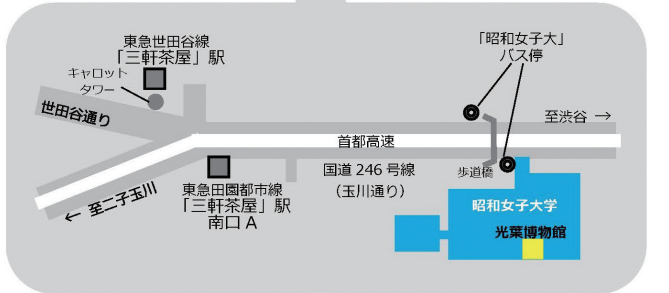 東急世田谷線
「三軒茶屋」駅
キャロット
タワー
世田谷通り
「昭和女子大」
バス停
至渋谷 →
首都高速
国道246号線
（玉川通り）
歩道橋
← 至二子玉川
東急田園都市線
「三軒茶屋」駅
南口A
昭和女子大学
光葉博物館